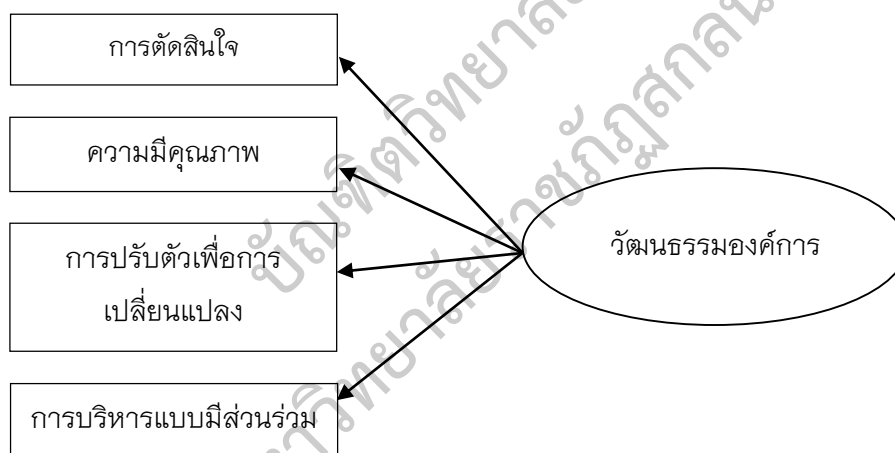 การตัดสินใจ
ความมีคุณภาพ
การปรับตัวเพื่อการ
เปลี่ยนแปลง
การบริหารแบบมีส่วนร่วม
วัฒนธรรมองค์การ